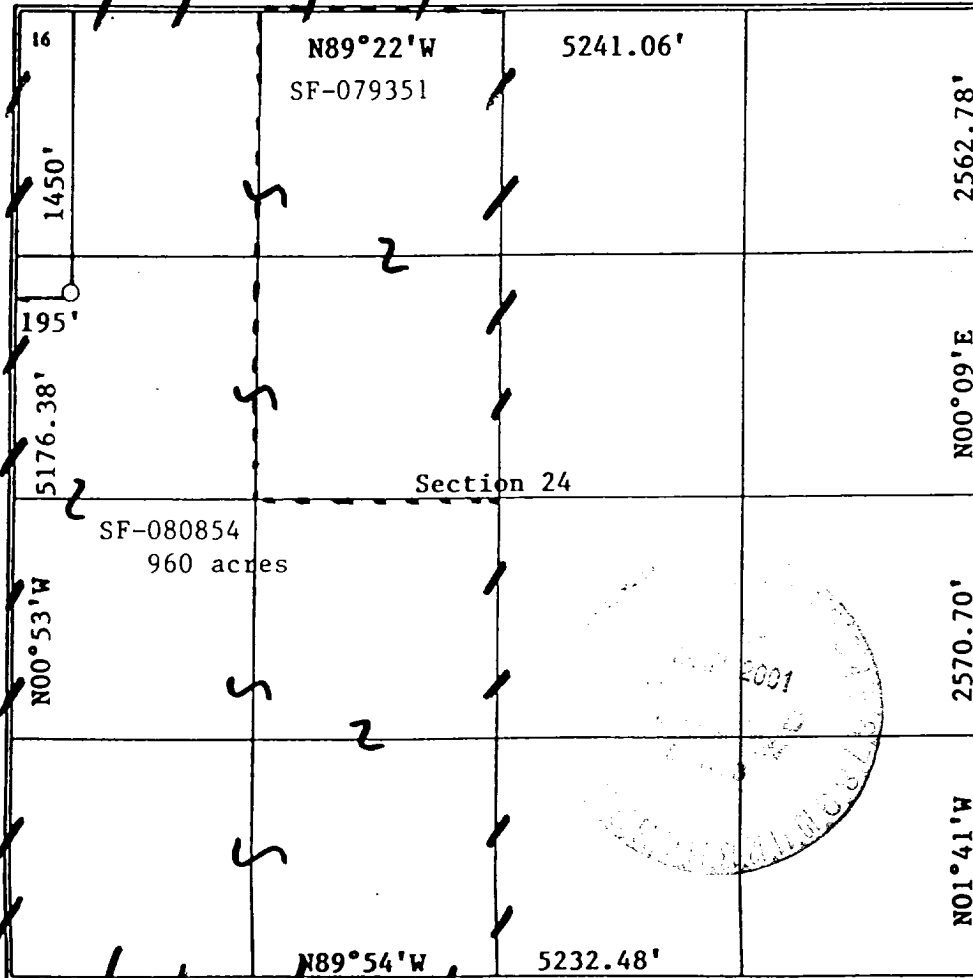 16
N89°22'W 5241.06'
SF-079351
1450'
2562.78'
195'
5176.38'
N00°09'E
Section 24
SF-080854
960 acres
N00°53'W
2570.70'
2001
N01°41'W
N89°54'W 5232.48'